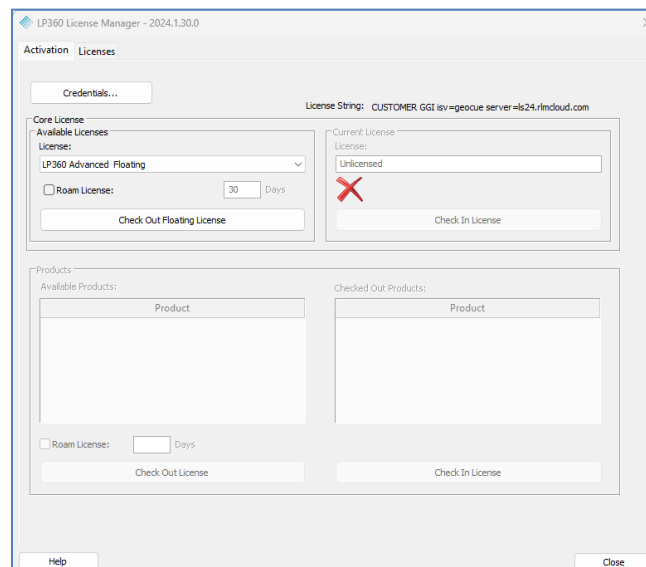 LP360 License Manager - 2024.1.30.0
Activation Licenses
Credentials...
License String: CUSTOMER GGI isv=geocue server=ls24.rlmcloud.com
Core License
Available Licenses
License:
LP360 Advanced Floating
Roam License: 30 Days
Check Out Floating License
Current License
License:
Unlicensed
Check In License
Products
Available Products:
Product
Roam License: Days
Check Out License
Checked Out Products:
Product
Check In License
Help
Close